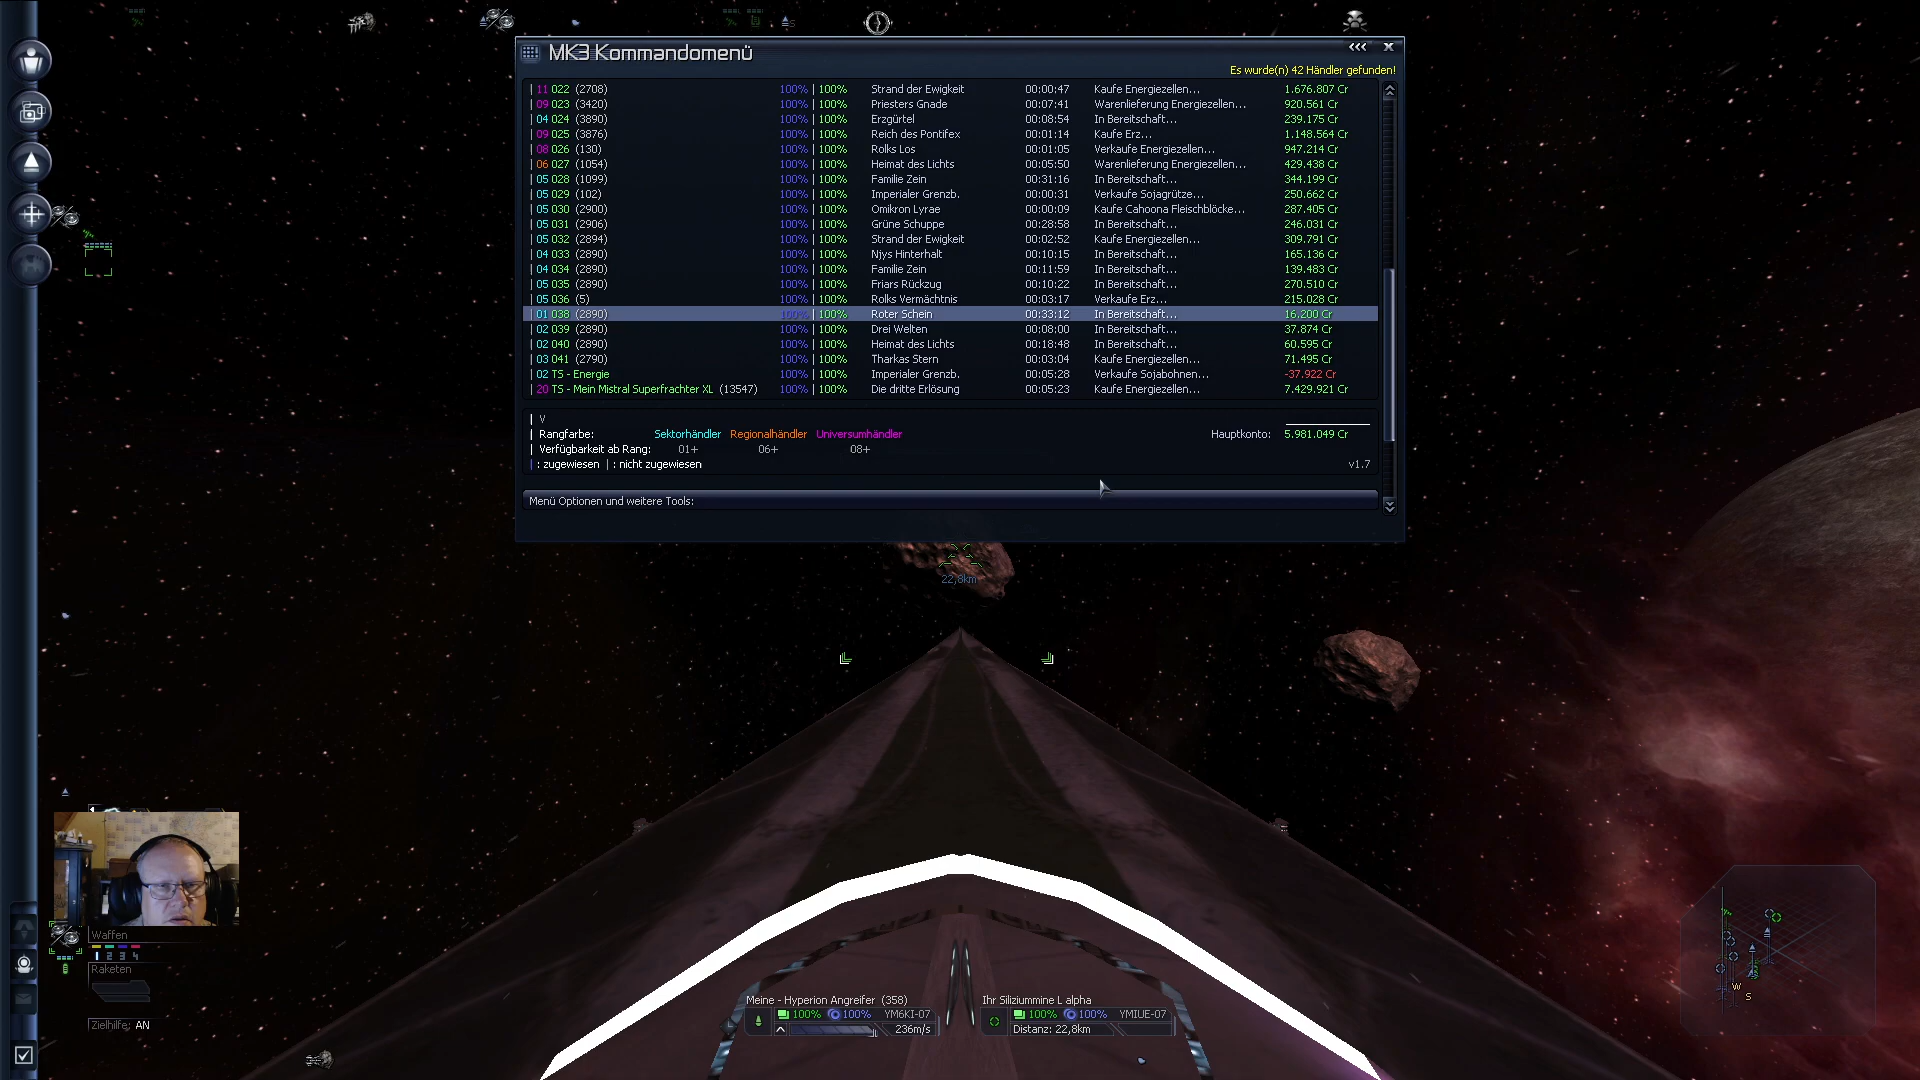 MK3 Kommandomenü
Es wurde(n) 42 Händler gefunden!
11 022 (2708) 100% | 100% Strand der Ewigkeit 00:00:47 Kaufe Energiezellen... 1.676.807 Cr
09 023 (3420) 100% | 100% Priesters Gnade 00:07:41 Warenlieferung Energiezellen... 920.561 Cr
04 024 (3890) 100% | 100% Erzgürtel 00:08:54 In Bereitschaft... 239.175 Cr
09 025 (3876) 100% | 100% Reich des Pontifex 00:01:14 Kaufe Erz... 1.148.564 Cr
08 026 (130) 100% | 100% Rolks Los 00:01:05 Verkaufe Energiezellen... 947.214 Cr
06 027 (1054) 100% | 100% Heimat des Lichts 00:05:50 Warenlieferung Energiezellen... 429.438 Cr
05 028 (1099) 100% | 100% Familie Zein 00:31:16 In Bereitschaft... 344.199 Cr
05 029 (102) 100% | 100% Imperialer Grenzb. 00:00:31 Verkaufe Sojagrütze... 250.662 Cr
05 030 (2900) 100% | 100% Omikron Lyrae 00:00:09 Kaufe Cahoona Fleischblöcke... 287.405 Cr
05 031 (2906) 100% | 100% Grüne Schuppe 00:28:58 In Bereitschaft... 246.031 Cr
05 032 (2894) 100% | 100% Strand der Ewigkeit 00:02:52 Kaufe Energiezellen... 309.791 Cr
04 033 (2890) 100% | 100% Njys Hinterhalt 00:10:15 In Bereitschaft... 165.136 Cr
04 034 (2890) 100% | 100% Familie Zein 00:11:59 In Bereitschaft... 139.483 Cr
05 035 (2890) 100% | 100% Friars Rückzug 00:10:22 In Bereitschaft... 270.510 Cr
05 036 (5) 100% | 100% Rolks Vermächtnis 00:03:17 Verkaufe Erz... 215.028 Cr
01 038 (2890) 100% | 100% Roter Schein 00:33:12 In Bereitschaft... 16.200 Cr
02 039 (2890) 100% | 100% Drei Welten 00:08:00 In Bereitschaft... 37.874 Cr
02 040 (2890) 100% | 100% Heimat des Lichts 00:18:48 In Bereitschaft... 60.595 Cr
03 041 (2790) 100% | 100% Tharkas Stern 00:03:04 Kaufe Energiezellen... 71.495 Cr
02 TS - Energie 100% | 100% Imperialer Grenzb. 00:05:28 Verkaufe Sojabohnen... -37.922 Cr
20 TS - Mein Mistral Superfrachter XL (13547) 100% | 100% Die dritte Erlösung 00:05:23 Kaufe Energiezellen... 7.429.921 Cr
| V
| Rangfarbe: Sektorhändler Regionalhändler Universumhändler Hauptkonto: 5.981.049 Cr
| Verfügbarkeit ab Rang: 01+ 06+ 08+
| : zugewiesen | : nicht zugewiesen v1.7
Menü Optionen und weitere Tools:
22,8km
Waffen
1 2 3 4
Raketen
Zielhilfe: AN
Meine - Hyperion Angreifer (358)
100% 100% YM6KI-07
236m/s
Ihr Siliziummine L alpha
100% 100% YMIUE-07
Distanz: 22,8km
W
S